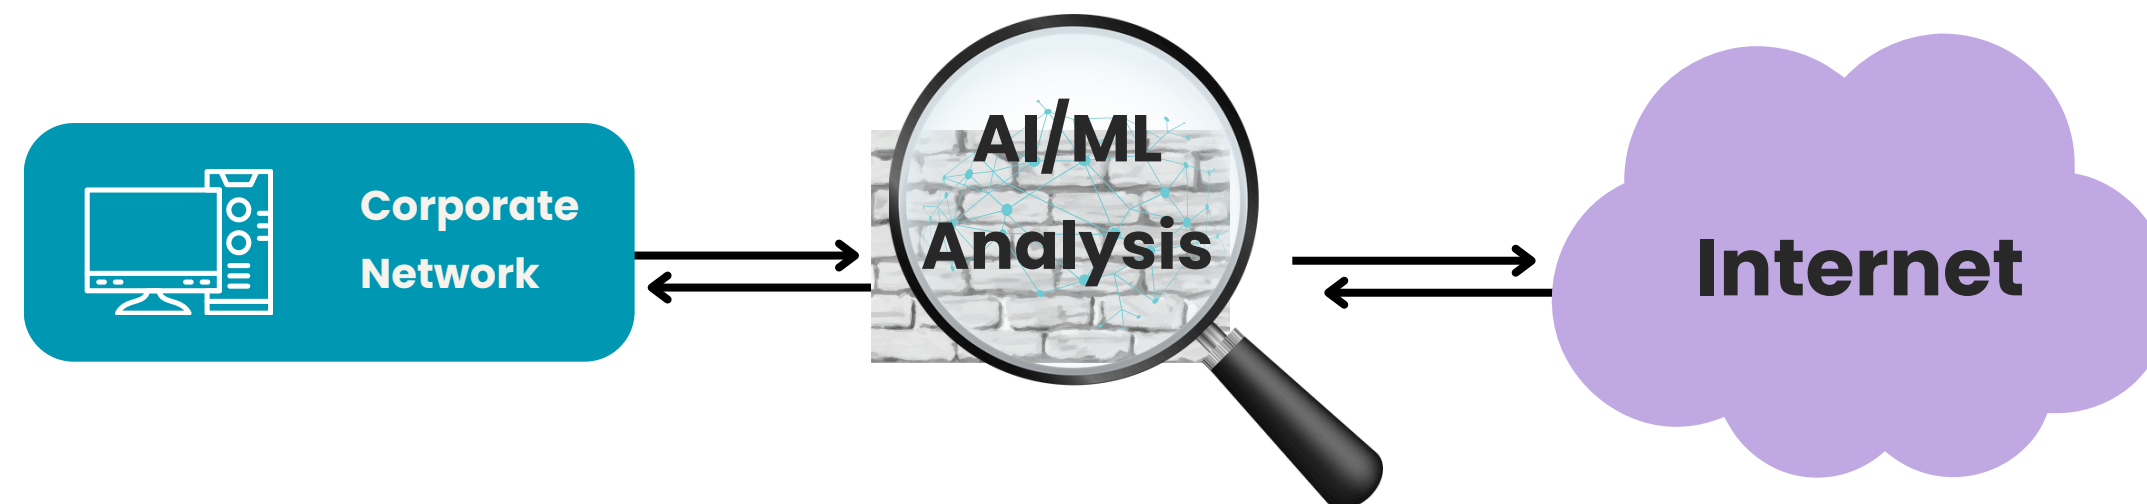 Corporate
Network
AI/ML
Analysis
Internet